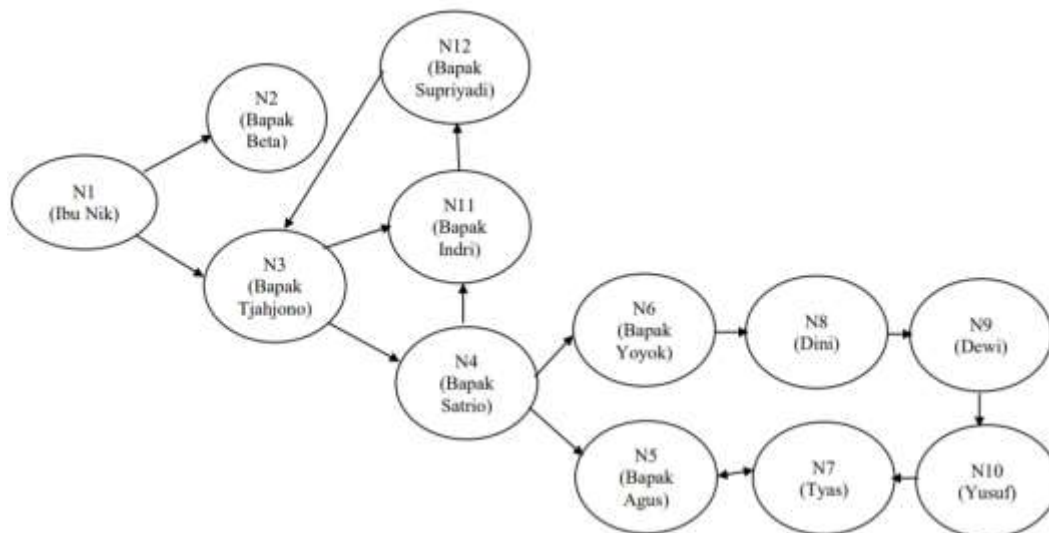 N12
(Bapak
Supriyadi)
N2
(Bapak
Beta)
N1
(Ibu Nik)
N11
(Bapak
Indri)
N3
(Bapak
Tjahjono)
N6
(Bapak
Yoyok)
N8
(Dini)
N9
(Dewi)
N4
(Bapak
Satrio)
N5
(Bapak
Agus)
N7
(Tyas)
N10
(Yusuf)